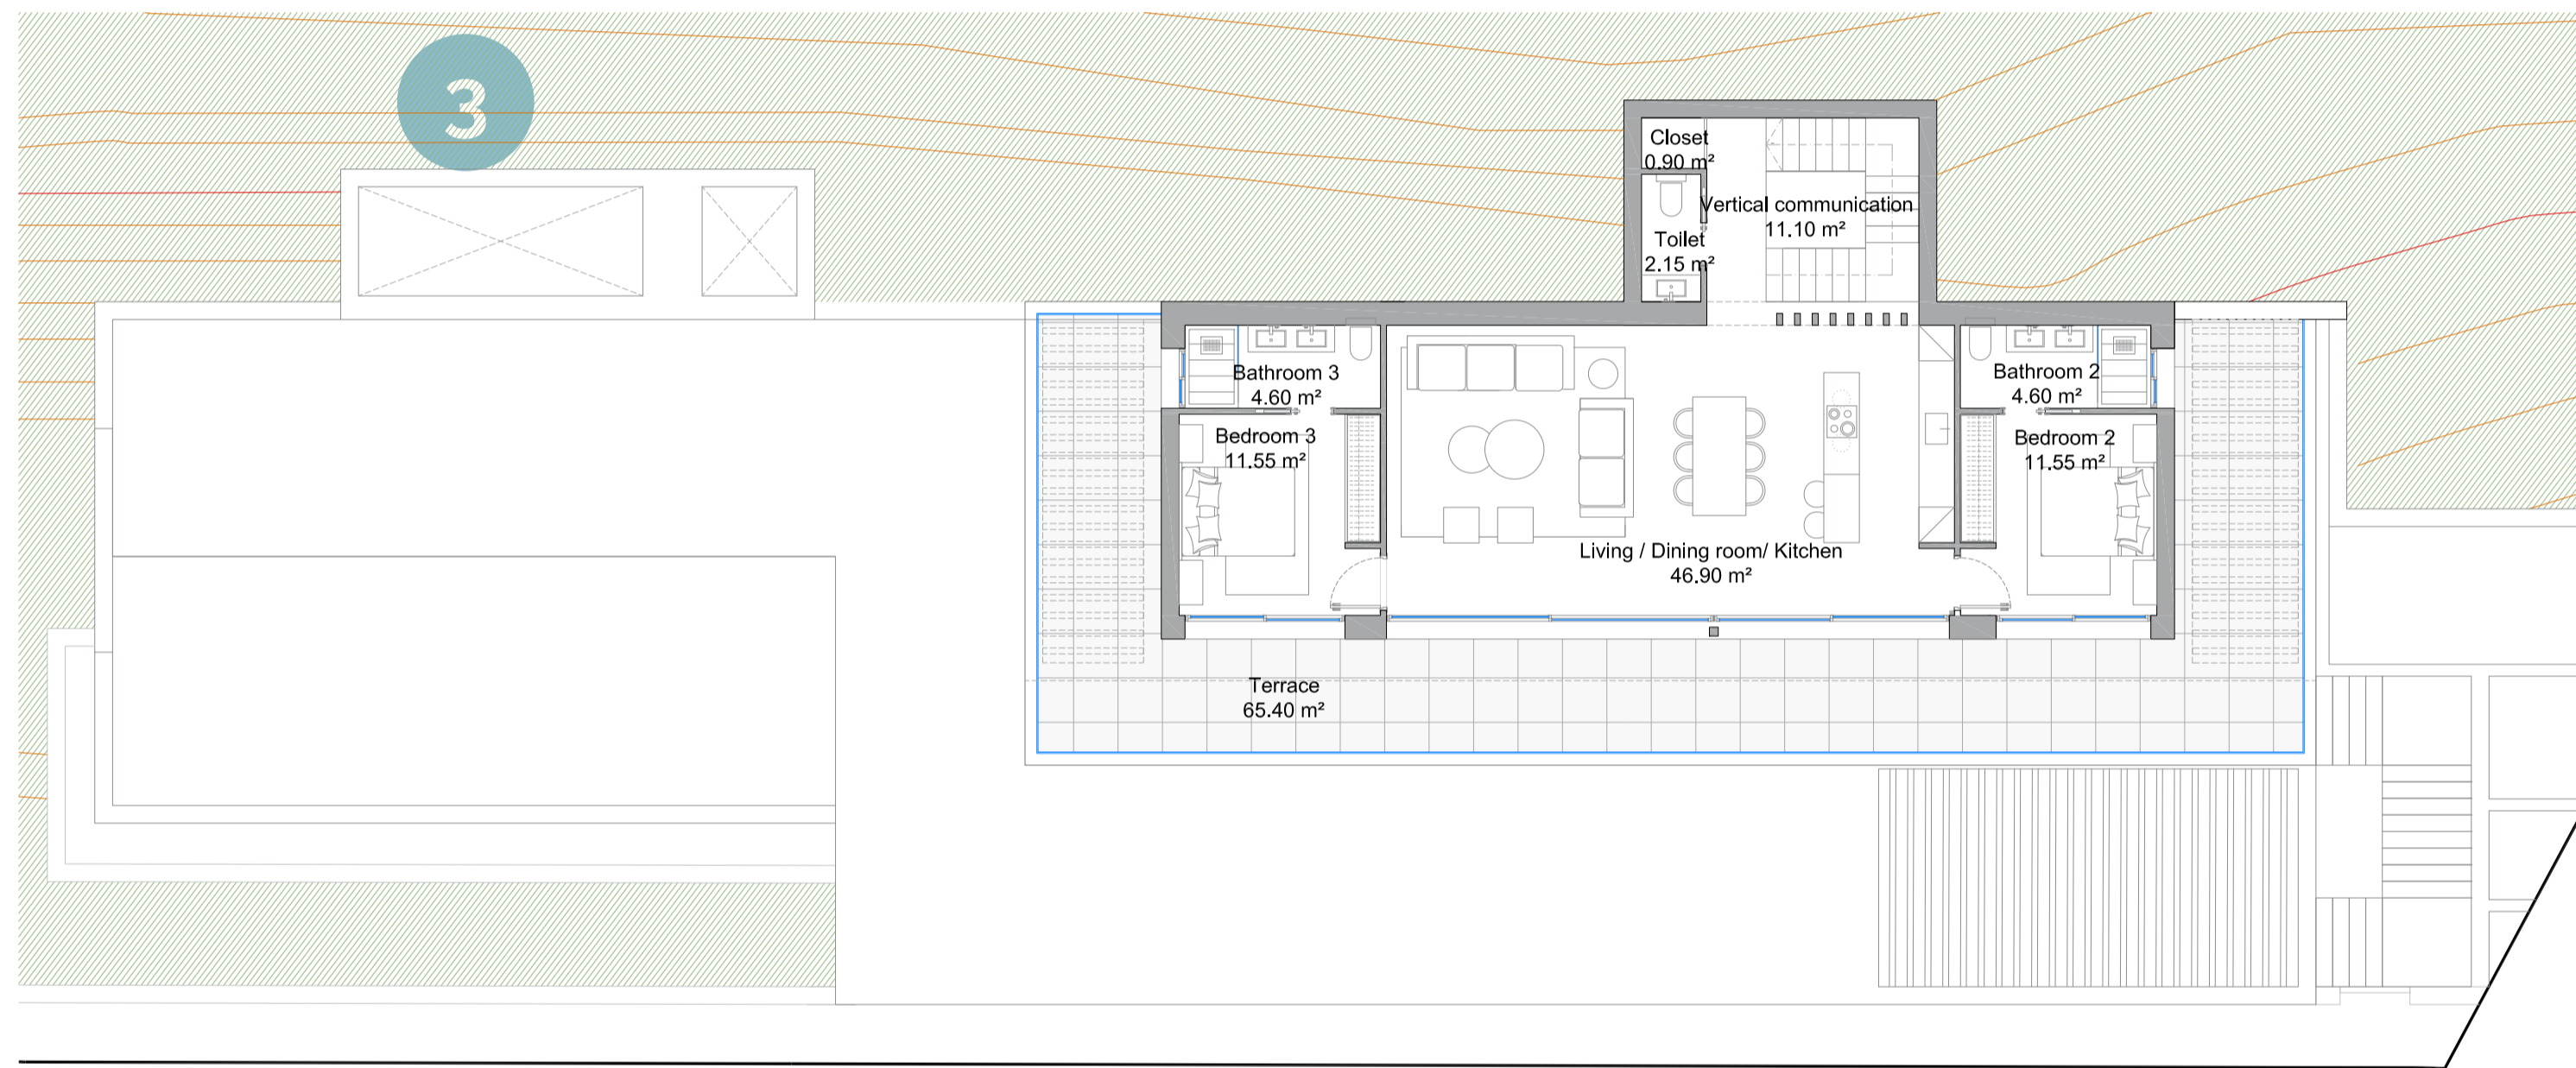 3
Closet
0.90 m²
Vertical communication
11.10 m²
Toilet
2.15 m²
Bathroom 3
4.60 m²
Bathroom 2
4.60 m²
Bedroom 3
11.55 m²
Bedroom 2
11.55 m²
Living / Dining room/ Kitchen
46.90 m²
Terrace
65.40 m²